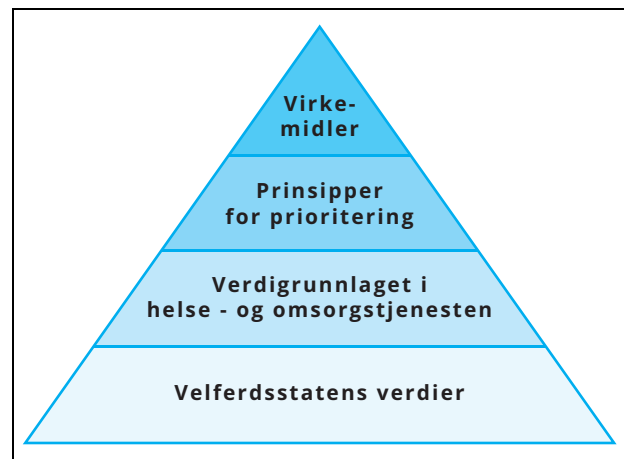 Virke-
midler
Prinsipper
for prioritering
Verdigrunnlaget i
helse - og omsorgstjenesten
Velferdsstatens verdier